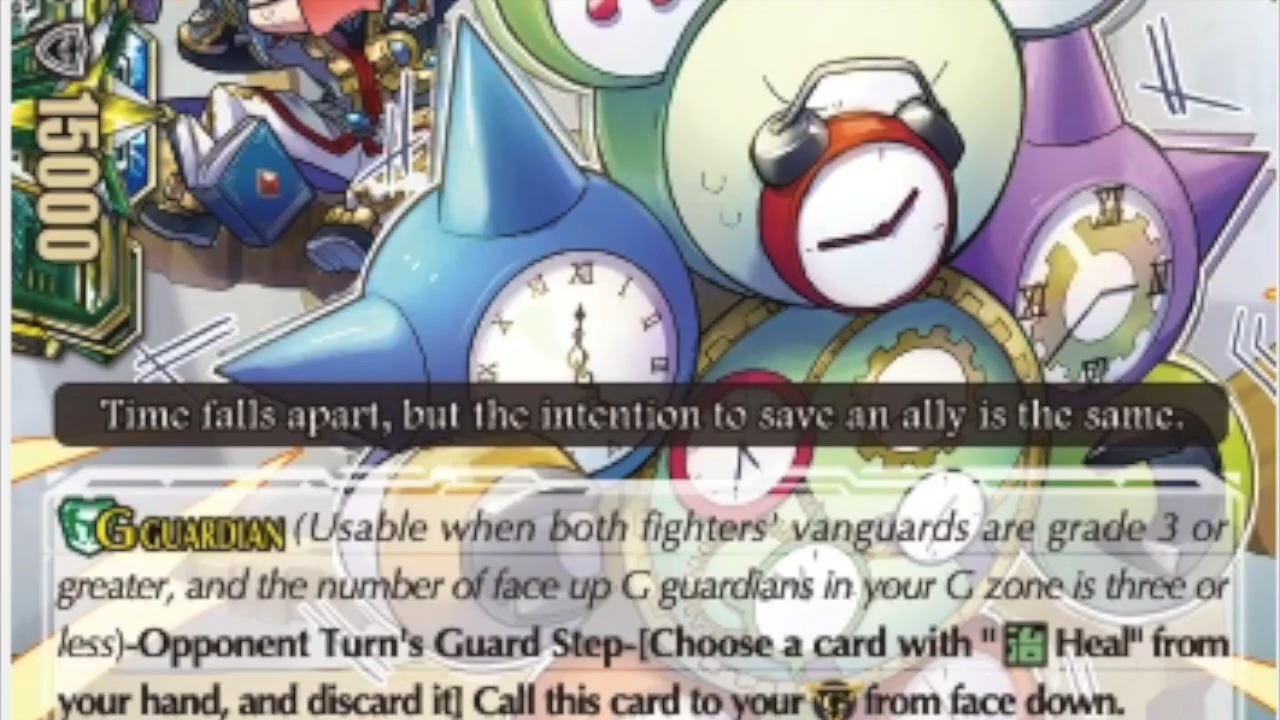 15000
Time falls apart, but the intention to save an ally is the same.
G GUARDIAN (Usable when both fighters' vanguards are grade 3 or
greater, and the number of face up G guardians in your G zone is three or
less)-Opponent Turn's Guard Step-[Choose a card with "治 Heal" from
your hand, and discard it] Call this card to your G from face down.